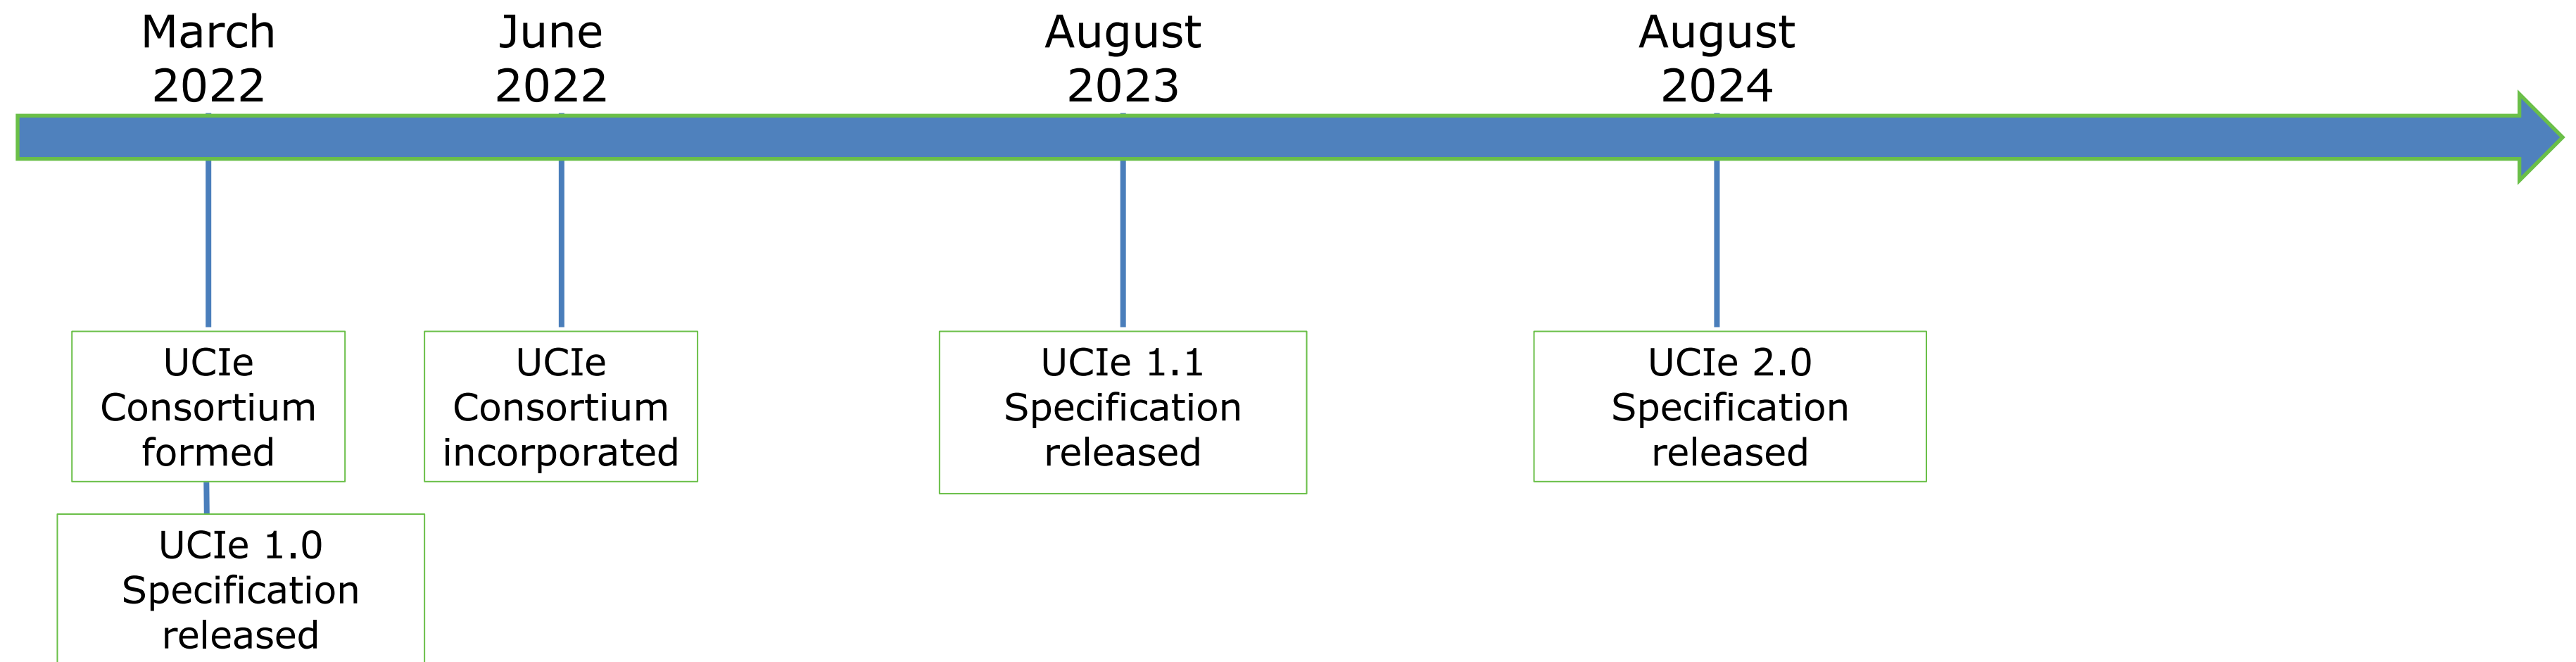 March
2022
June
2022
August
2023
August
2024
UCIe
Consortium
formed
UCIe
Consortium
incorporated
UCIe 1.1
Specification
released
UCIe 2.0
Specification
released
UCIe 1.0
Specification
released